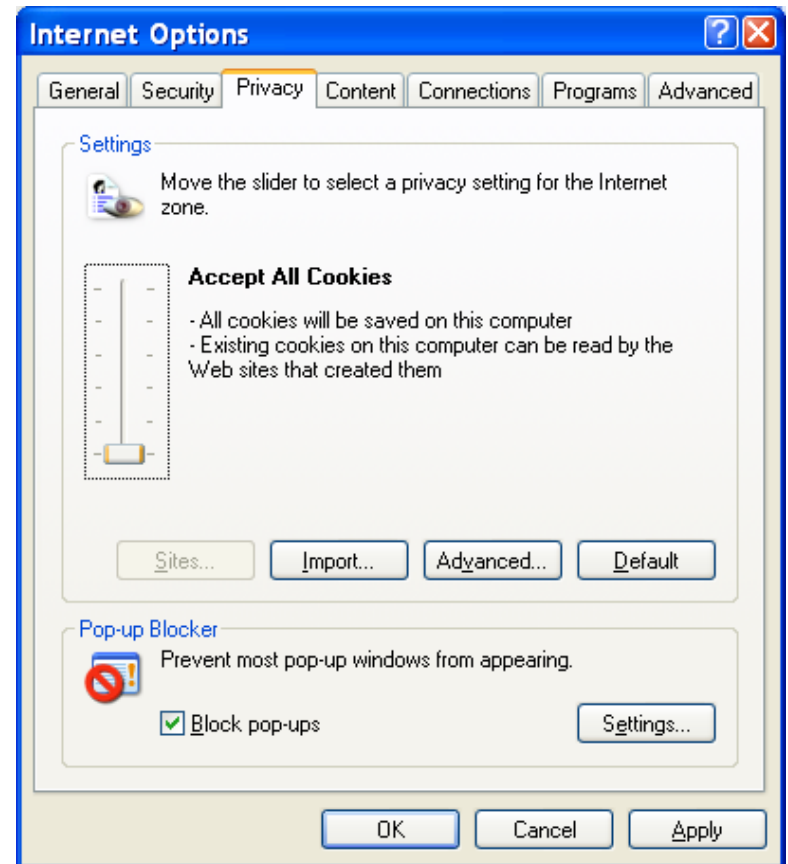 Internet Options
General Security Privacy Content Connections Programs Advanced
Settings
Move the slider to select a privacy setting for the Internet
zone.
Accept All Cookies
- All cookies will be saved on this computer
- Existing cookies on this computer can be read by the
Web sites that created them
Sites... Import... Advanced... Default
Pop-up Blocker
Prevent most pop-up windows from appearing.
Block pop-ups Settings...
OK Cancel Apply